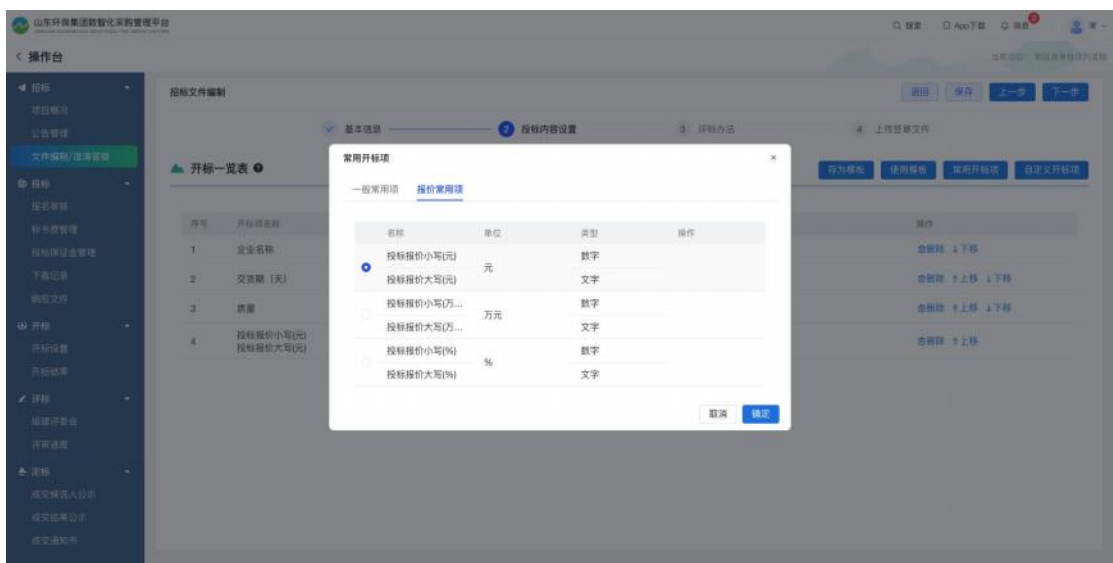 山东环保集团数智化采购管理平台
搜索 App下载 消息
操作台
招标
项目概况
公告管理
文件编制/澄清答疑
投标
报名审核
标书费管理
投标保证金管理
下载记录
响应文件
开标
开标设置
开标结果
评标
组建评委会
评审进度
定标
成交候选人公示
成交结果公示
成交通知书
招标文件编制
返回 保存 上一步 下一步
基本信息 2 投标内容设置 3 评标办法 4 上传签章文件
开标一览表
存为模板 使用模板 常用开标项 自定义开标项
序号 开标项名称 操作
1 企业名称 删除 下移
2 交货期（天） 删除 上移 下移
3 质量 删除 上移 下移
4 投标报价小写(元) 删除 上移
投标报价大写(元)
常用开标项 ×
一般常用项 报价常用项
名称 单位 类型 操作
投标报价小写(元) 元 数字
投标报价大写(元) 文字
投标报价小写(万... 万元 数字
投标报价大写(万... 文字
投标报价小写(%) % 数字
投标报价大写(%) 文字
取消 确定